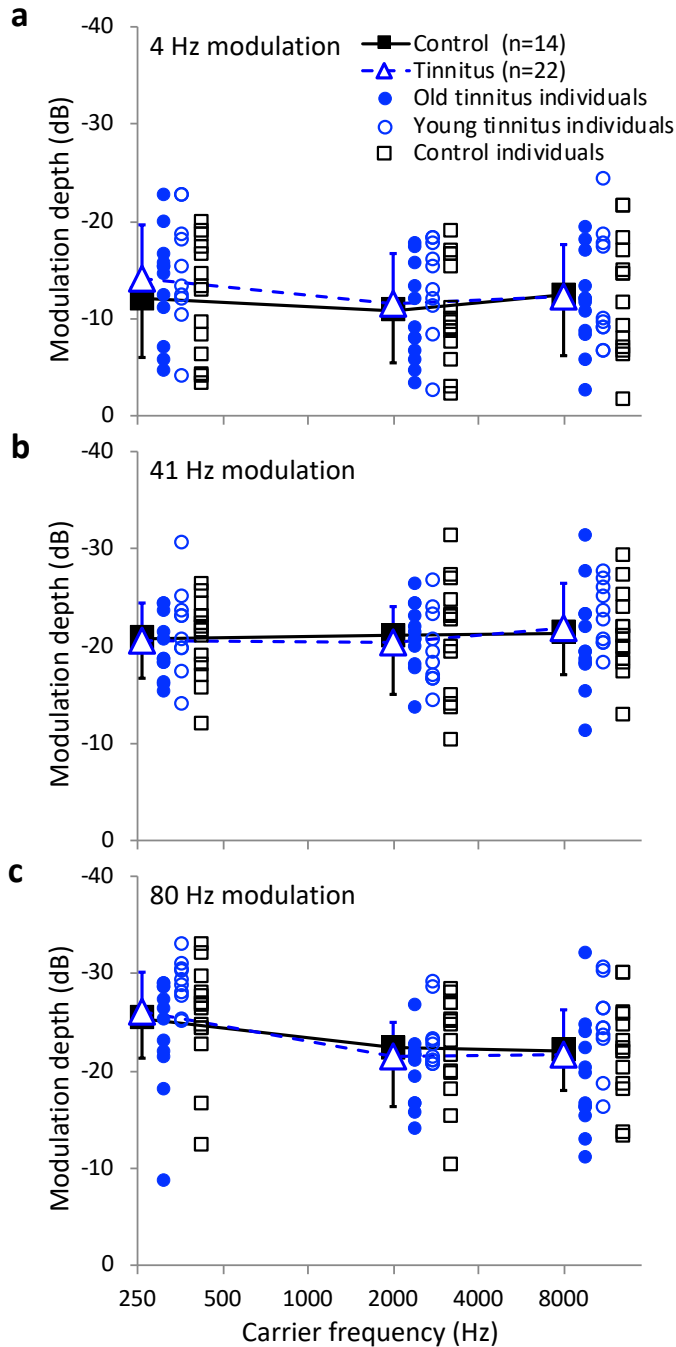 a
4 Hz modulation
Control (n=14)
Tinnitus (n=22)
Old tinnitus individuals
Young tinnitus individuals
Control individuals
-40
-30
-20
-10
0
Modulation depth (dB)
b
41 Hz modulation
-40
-30
-20
-10
0
Modulation depth (dB)
c
80 Hz modulation
-40
-30
-20
-10
0
Modulation depth (dB)
250 500 1000 2000 4000 8000
Carrier frequency (Hz)